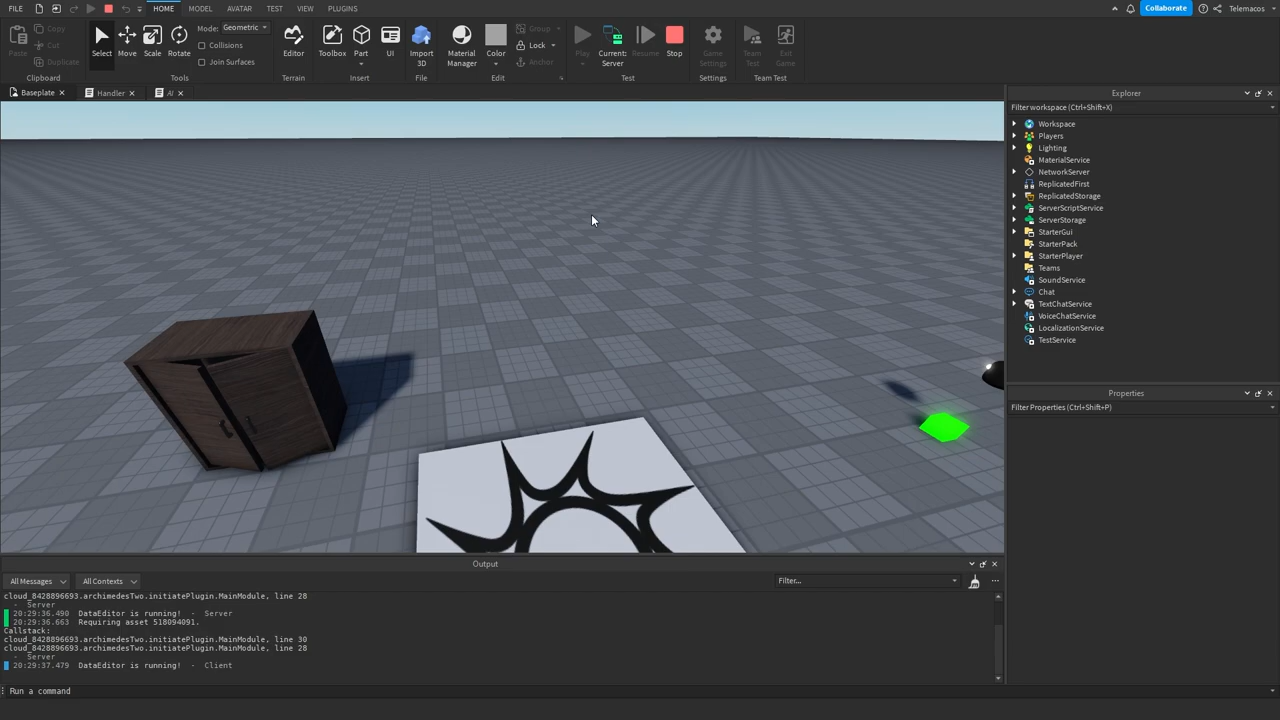 FILE HOME MODEL AVATAR TEST VIEW PLUGINS Collaborate Telemacos
Paste Copy Cut Duplicate
Clipboard
Select Move Scale Rotate
Mode: Geometric
Collisions
Join Surfaces
Tools
Editor
Terrain
Toolbox Part UI
Insert
Import
3D
File
Material
Manager
Color
Group
Lock
Anchor
Edit
Play
Current:
Server
Resume Stop
Test
Game
Settings
Settings
Team
Test
Exit
Game
Team Test
Baseplate Handler AI
Explorer
Filter workspace (Ctrl+Shift+X)
Workspace
Players
Lighting
MaterialService
NetworkServer
ReplicatedFirst
ReplicatedStorage
ServerScriptService
ServerStorage
StarterGui
StarterPack
StarterPlayer
Teams
SoundService
Chat
TextChatService
VoiceChatService
LocalizationService
TestService
Properties
Filter Properties (Ctrl+Shift+P)
Output
All Messages All Contexts Filter...
cloud_8428896693.archimedesTwo.initiatePlugin.MainModule, line 28
- Server
20:29:36.490 DataEditor is running! - Server
20:29:36.663 Requiring asset 518094091.
Callstack:
cloud_8428896693.archimedesTwo.initiatePlugin.MainModule, line 30
cloud_8428896693.archimedesTwo.initiatePlugin.MainModule, line 28
- Server
20:29:37.479 DataEditor is running! - Client
Run a command